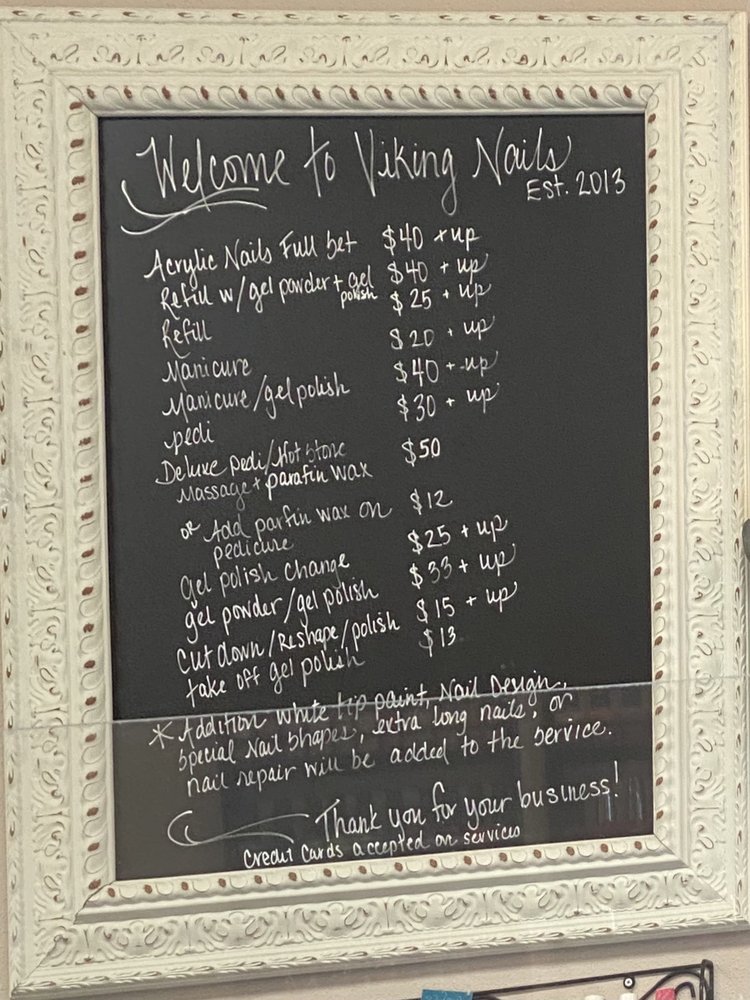 Welcome to Viking Nails
Est. 2013
Acrylic Nails Full Set $40 + up
Refill w/gel powder + gel polish $40 + up
Refill $25 + up
Manicure $20 + up
Manicure/gel polish $40 + up
pedi $30 + up
Deluxe pedi/Hot Stone $50
Massage + parafin wax
or Add parfin wax on $12
pedicure
Gel polish change $25 + up
gel powder/gel polish $33 + up
Cut down/Reshape/polish $15 + up
take off gel polish $13
* Addition white tip paint, Nail Design,
Special Nail Shapes, extra long nails, or
nail repair will be added to the service.
Thank you for your business!
Credit Cards accepted on services